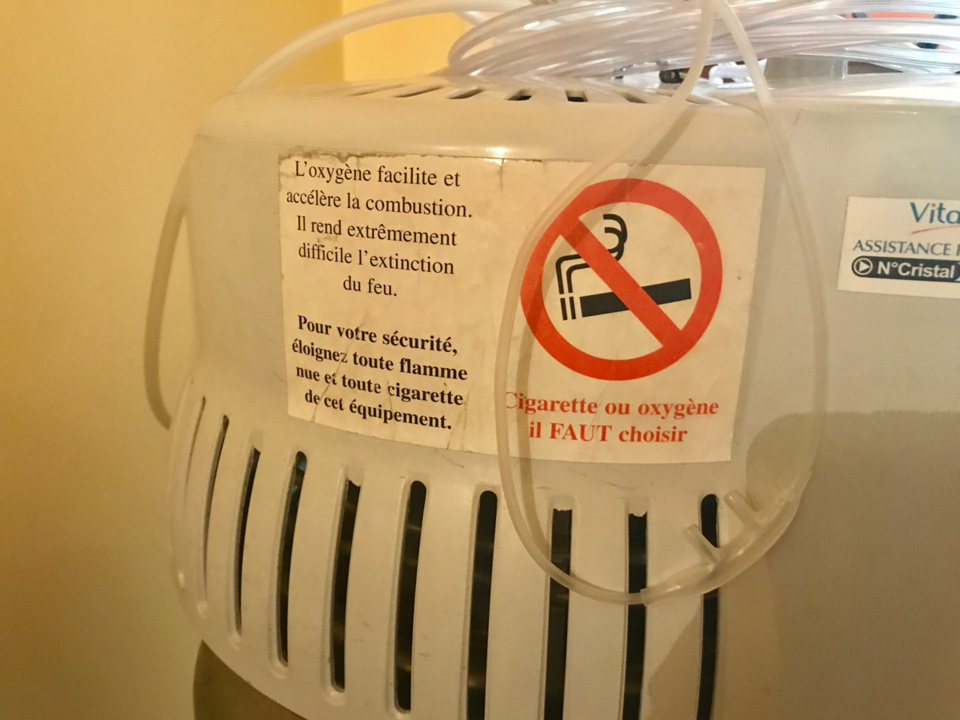 L'oxygène facilite et
accélère la combustion.
Il rend extrêmement
difficile l'extinction
du feu.
Pour votre sécurité,
éloignez toute flamme
nue et toute cigarette
de cet équipement.
Cigarette ou oxygène
il FAUT choisir
Vita
ASSISTANCE
N°Cristal